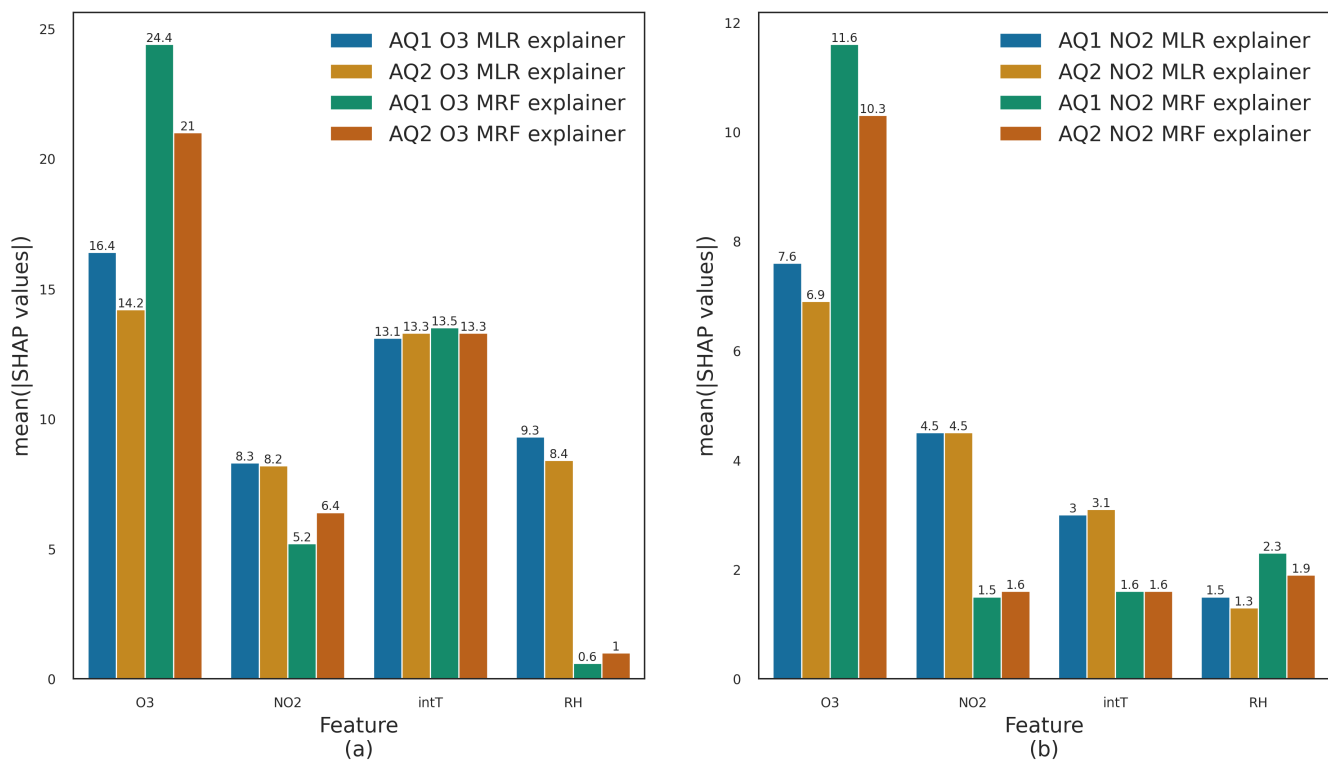 25
20
15
10
5
0
mean(|SHAP values|)
AQ1 O3 MLR explainer
AQ2 O3 MLR explainer
AQ1 O3 MRF explainer
AQ2 O3 MRF explainer
16.4
14.2
24.4
21
8.3
8.2
5.2
6.4
13.1
13.3
13.5
13.3
9.3
8.4
0.6
1
O3
NO2
intT
RH
Feature
(a)
12
10
8
6
4
2
0
mean(|SHAP values|)
AQ1 NO2 MLR explainer
AQ2 NO2 MLR explainer
AQ1 NO2 MRF explainer
AQ2 NO2 MRF explainer
7.6
6.9
11.6
10.3
4.5
4.5
1.5
1.6
3
3.1
1.6
1.6
1.5
1.3
2.3
1.9
O3
NO2
intT
RH
Feature
(b)